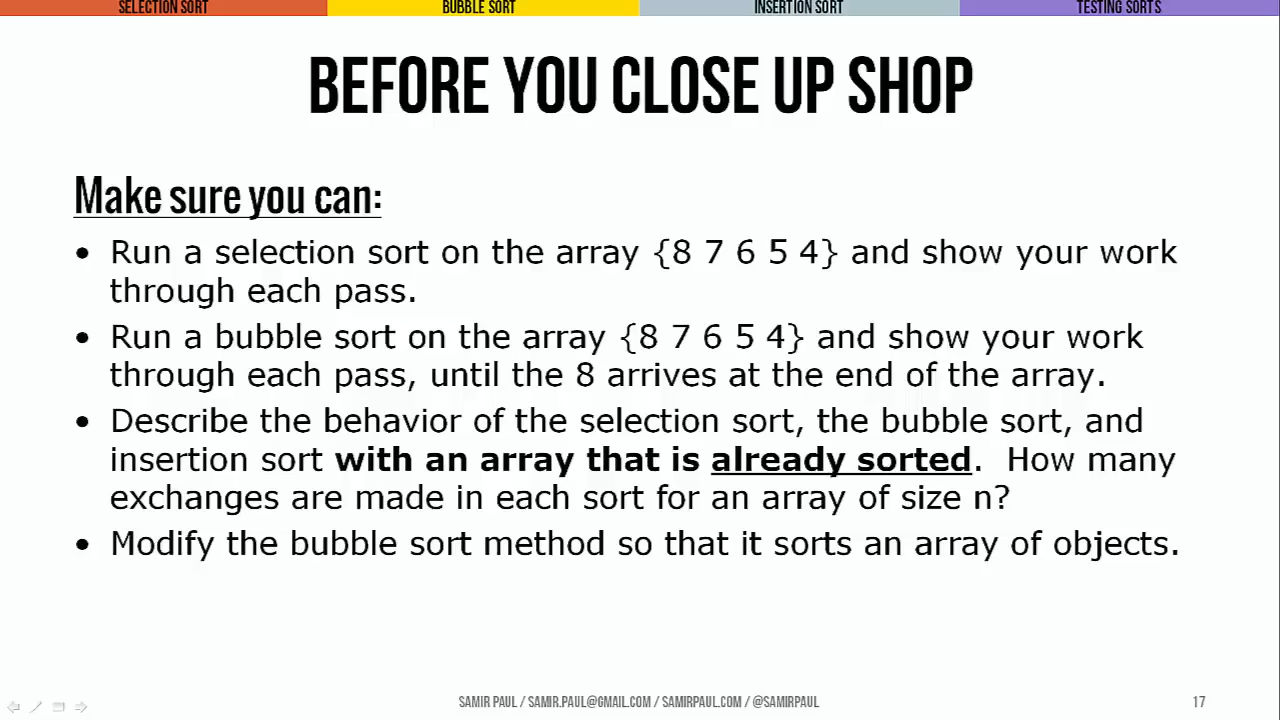 SELECTION SORT
BUBBLE SORT
INSERTION SORT
TESTING SORTS
BEFORE YOU CLOSE UP SHOP
Make sure you can:
• Run a selection sort on the array {8 7 6 5 4} and show your work
through each pass.
• Run a bubble sort on the array {8 7 6 5 4} and show your work
through each pass, until the 8 arrives at the end of the array.
• Describe the behavior of the selection sort, the bubble sort, and
insertion sort with an array that is already sorted. How many
exchanges are made in each sort for an array of size n?
• Modify the bubble sort method so that it sorts an array of objects.
SAMIR PAUL / SAMIR.PAUL@GMAIL.COM / SAMIRPAUL.COM / @SAMIRPAUL
17